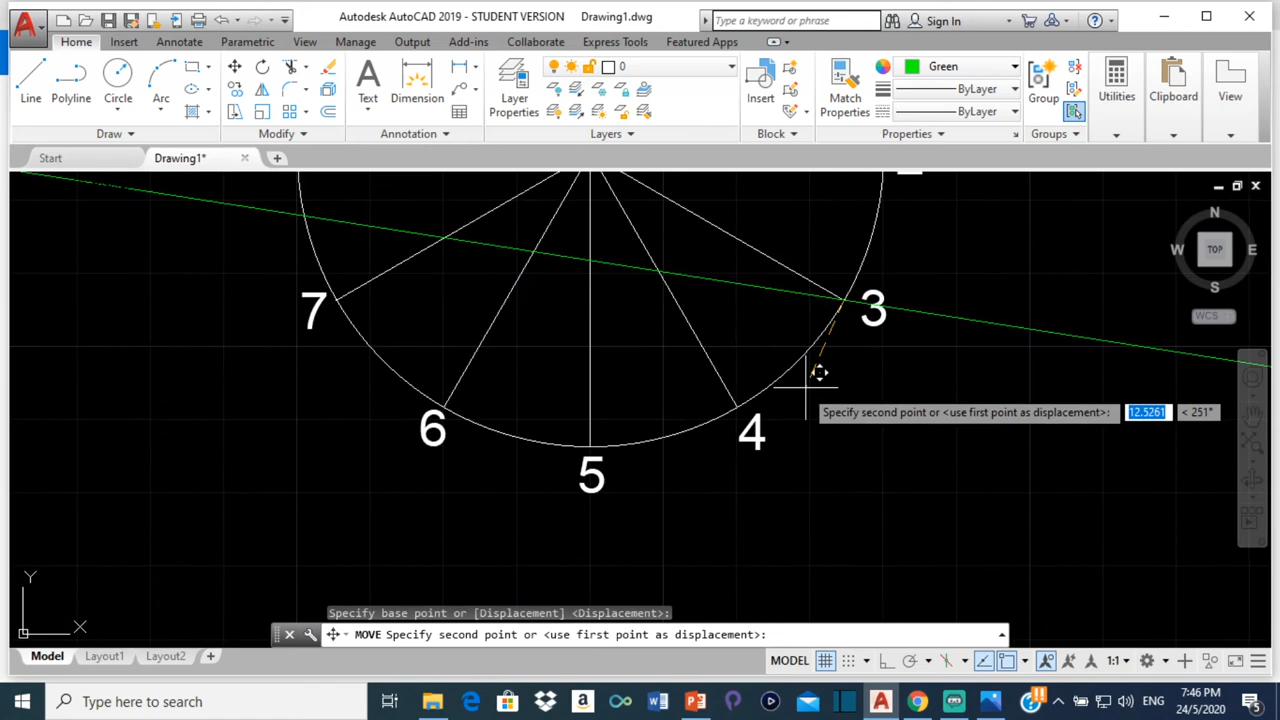 Autodesk AutoCAD 2019 - STUDENT VERSION Drawing1.dwg
Type a keyword or phrase
Sign In
Home Insert Annotate Parametric View Manage Output Add-ins Collaborate Express Tools Featured Apps
Line Polyline Circle Arc
Text Dimension
Layer Properties
0
Insert
Match Properties
Green
ByLayer
ByLayer
Group
Utilities Clipboard View
Draw Modify Annotation Layers Block Properties Groups
Start Drawing1*
N
W TOP E
S
WCS
7
3
6
4
5
Specify second point or <use first point as displacement>: 12.5261 < 251°
Y
X
Specify base point or [Displacement] <Displacement>:
MOVE Specify second point or <use first point as displacement>:
Model Layout1 Layout2
MODEL
1:1
Type here to search
ENG
7:46 PM
24/5/2020
5